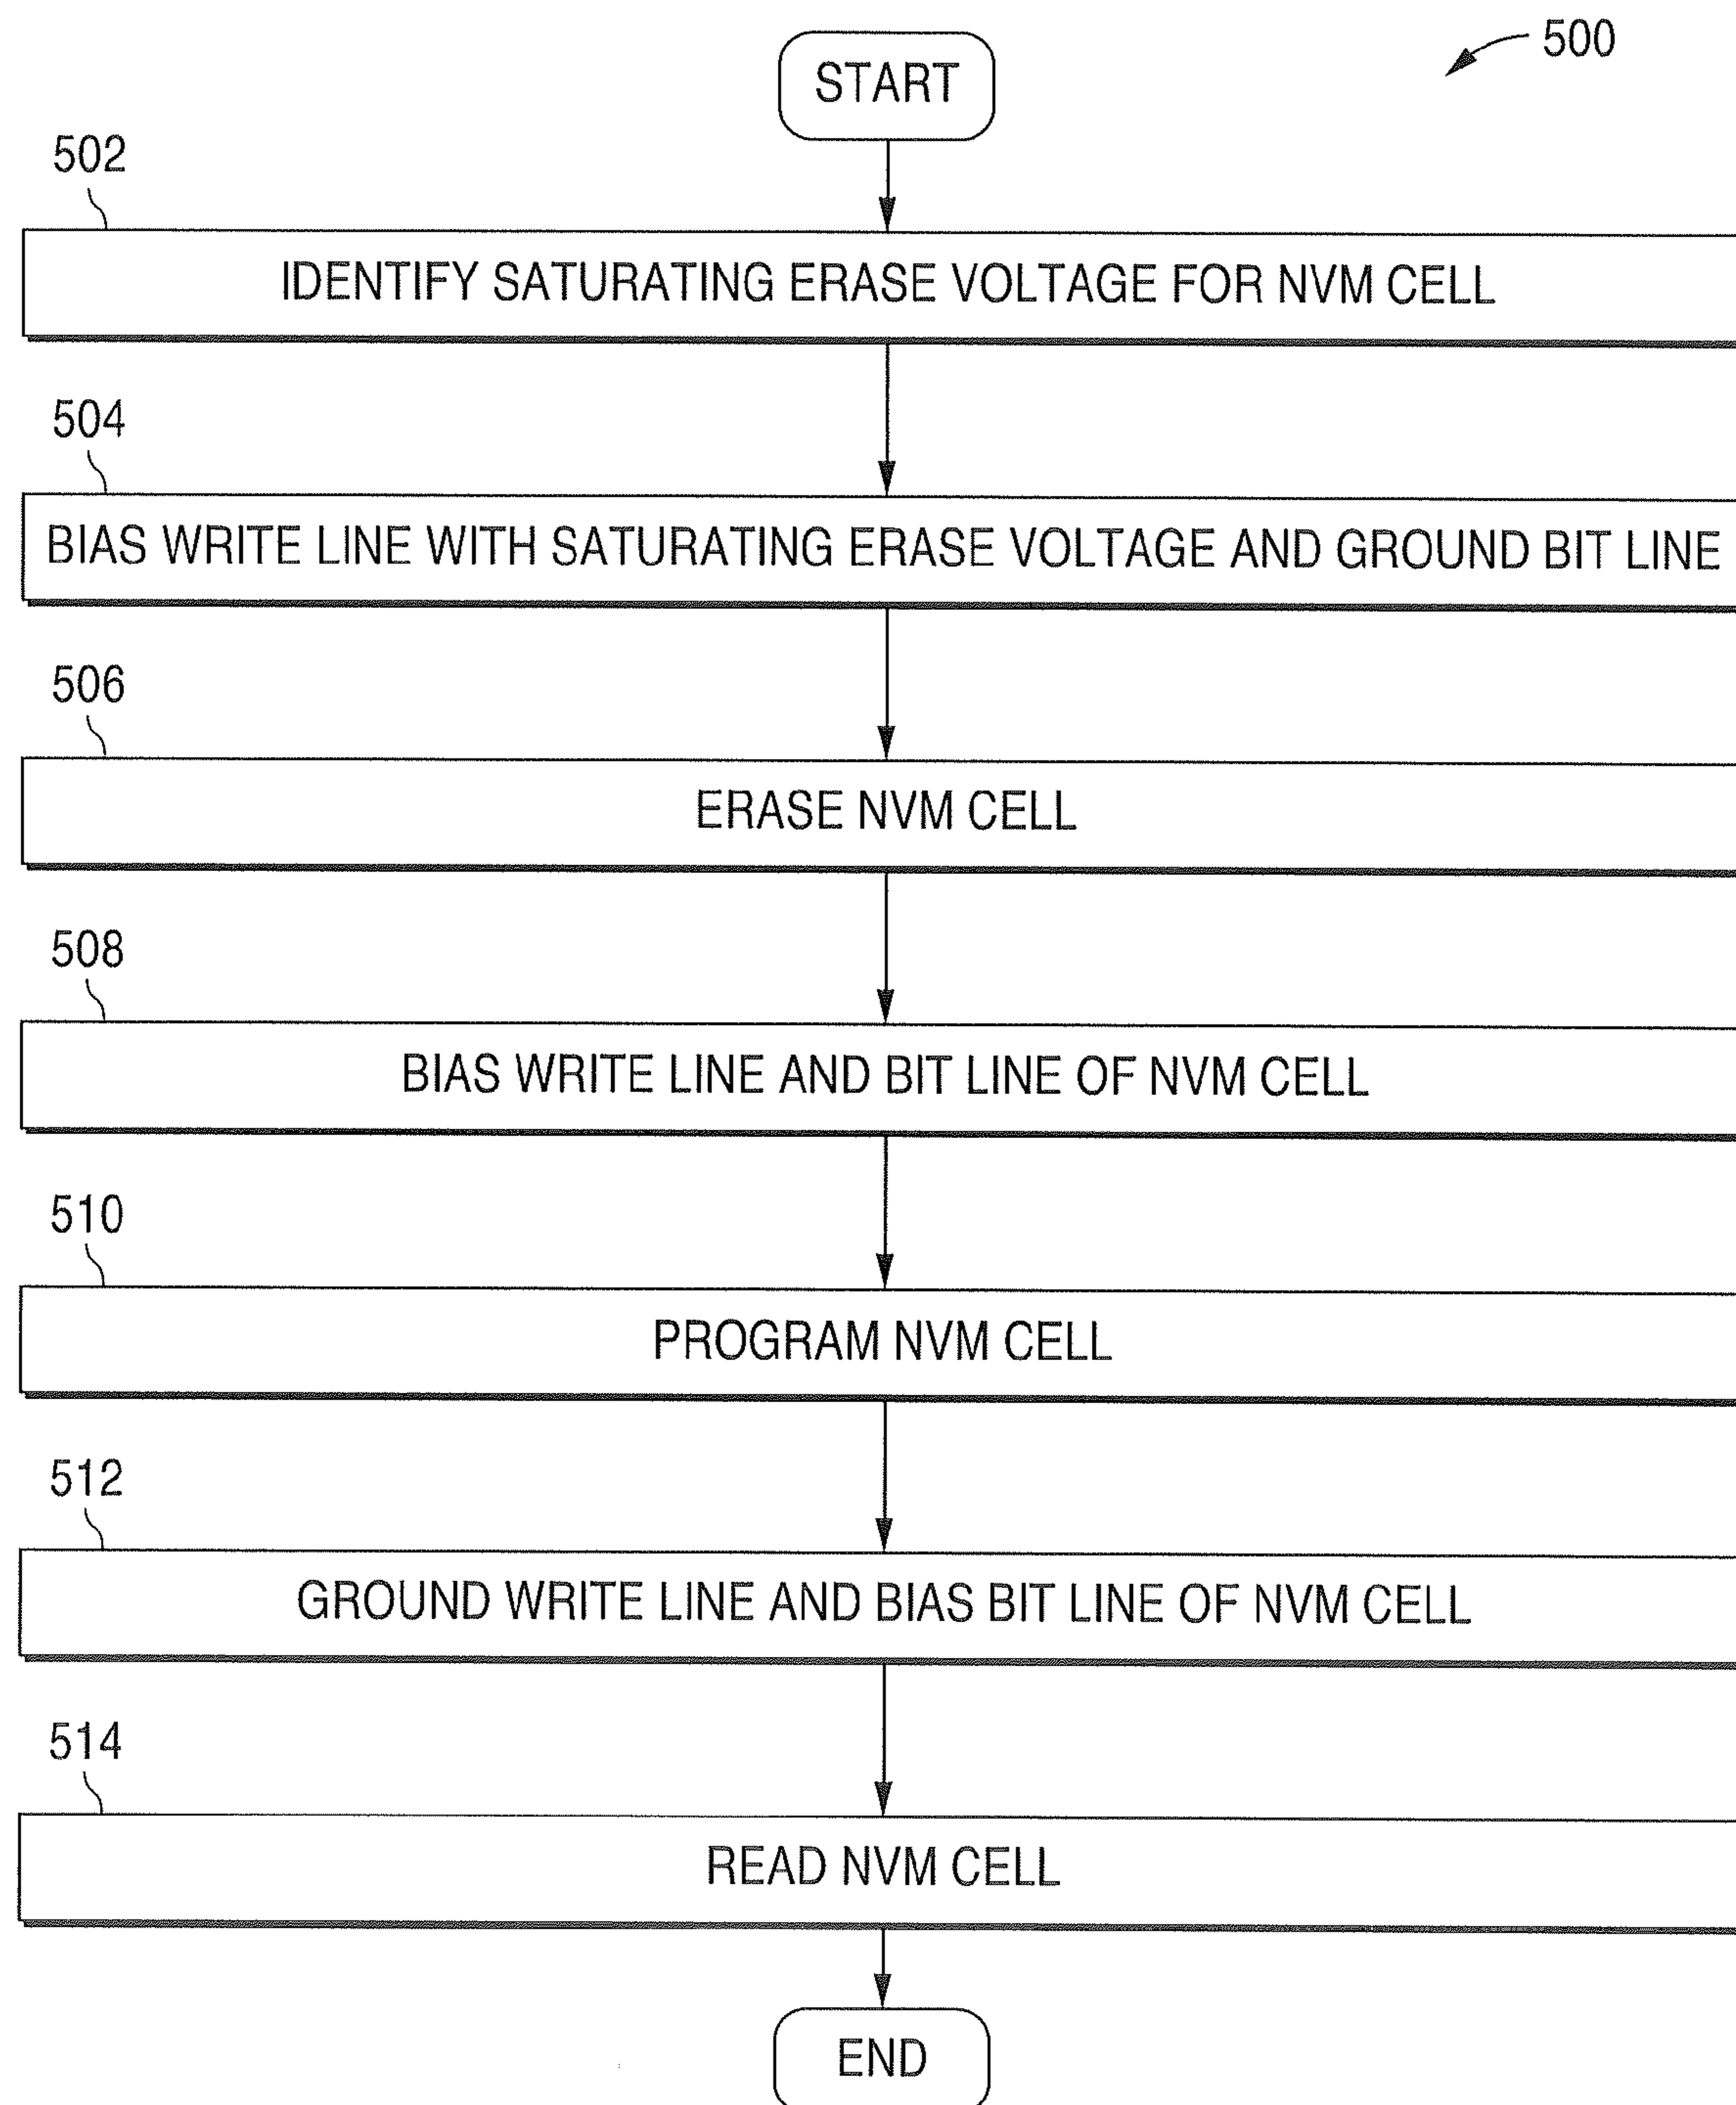 500
START
502
IDENTIFY SATURATING ERASE VOLTAGE FOR NVM CELL
504
BIAS WRITE LINE WITH SATURATING ERASE VOLTAGE AND GROUND BIT LINE
506
ERASE NVM CELL
508
BIAS WRITE LINE AND BIT LINE OF NVM CELL
510
PROGRAM NVM CELL
512
GROUND WRITE LINE AND BIAS BIT LINE OF NVM CELL
514
READ NVM CELL
END